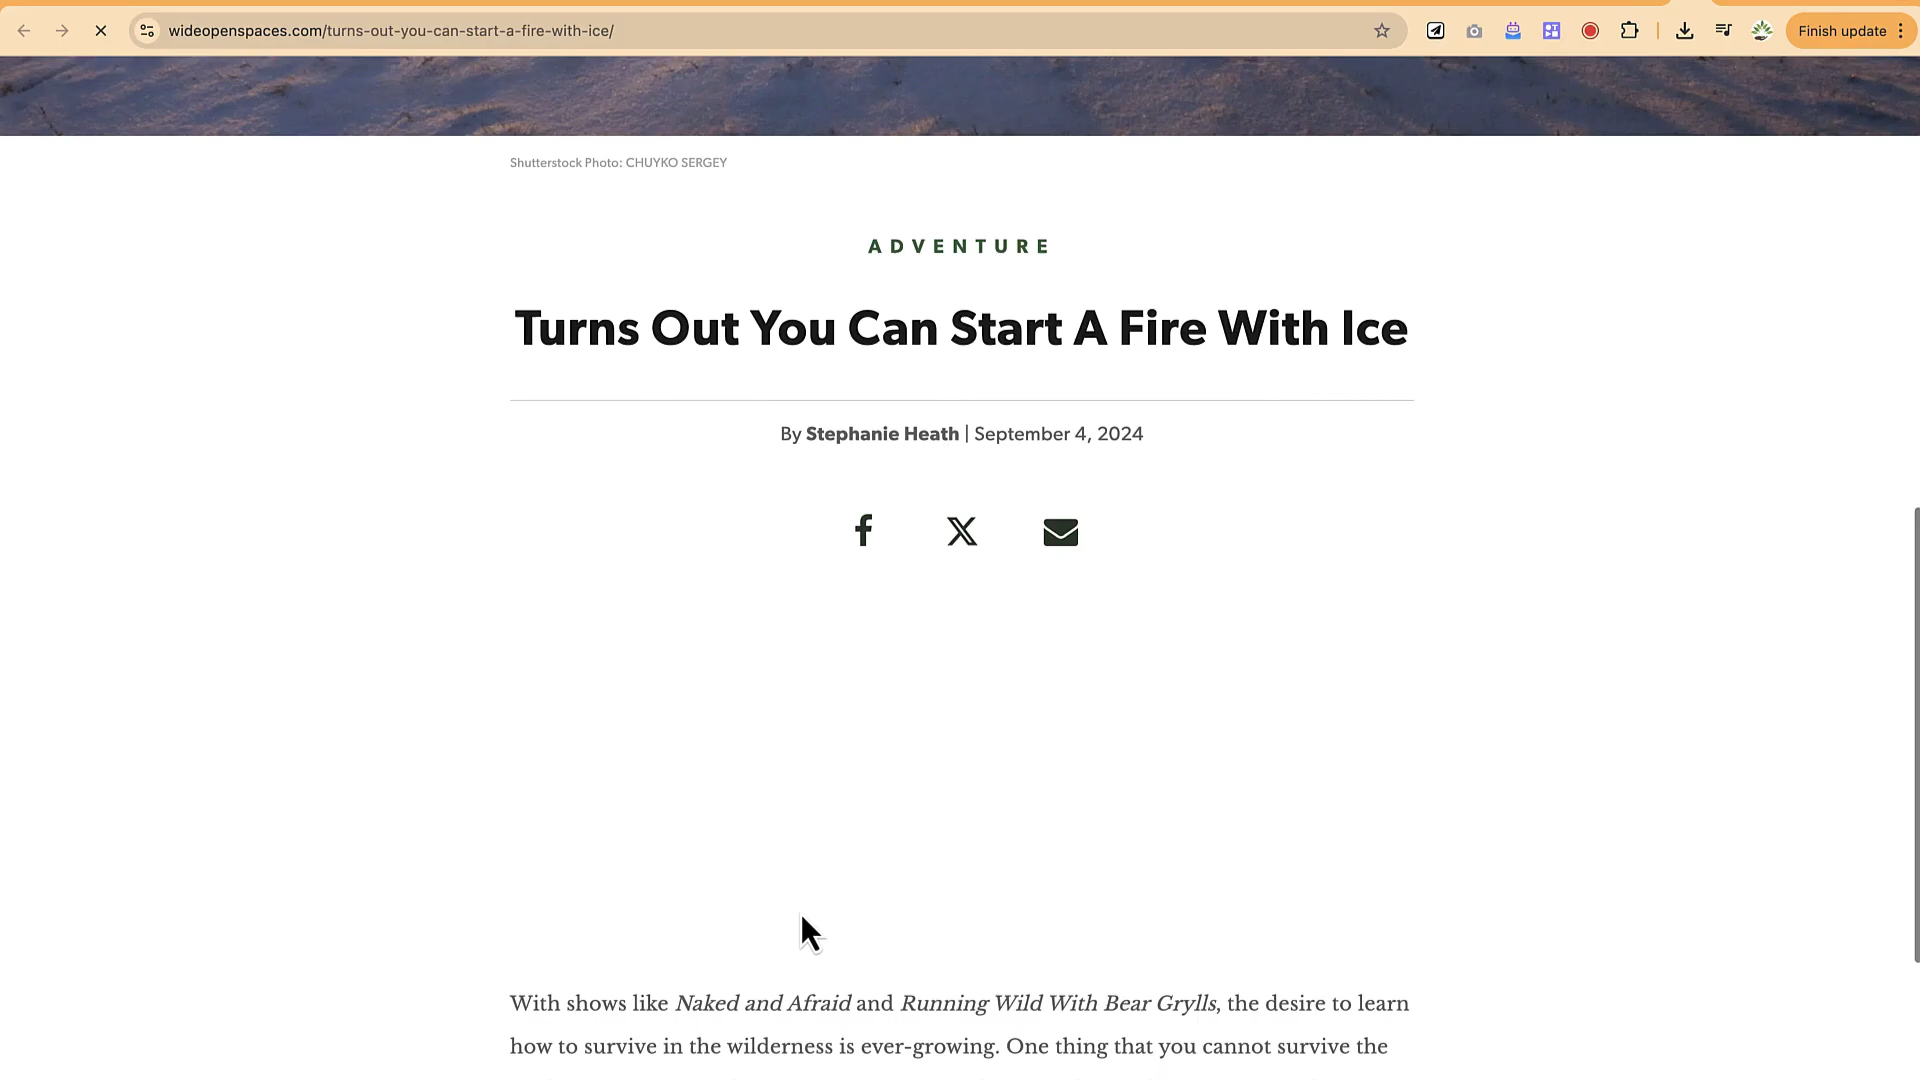 wideopenspaces.com/turns-out-you-can-start-a-fire-with-ice/
Finish update
Shutterstock Photo: CHUYKO SERGEY
ADVENTURE
Turns Out You Can Start A Fire With Ice
By Stephanie Heath | September 4, 2024
With shows like Naked and Afraid and Running Wild With Bear Grylls, the desire to learn
how to survive in the wilderness is ever-growing. One thing that you cannot survive the